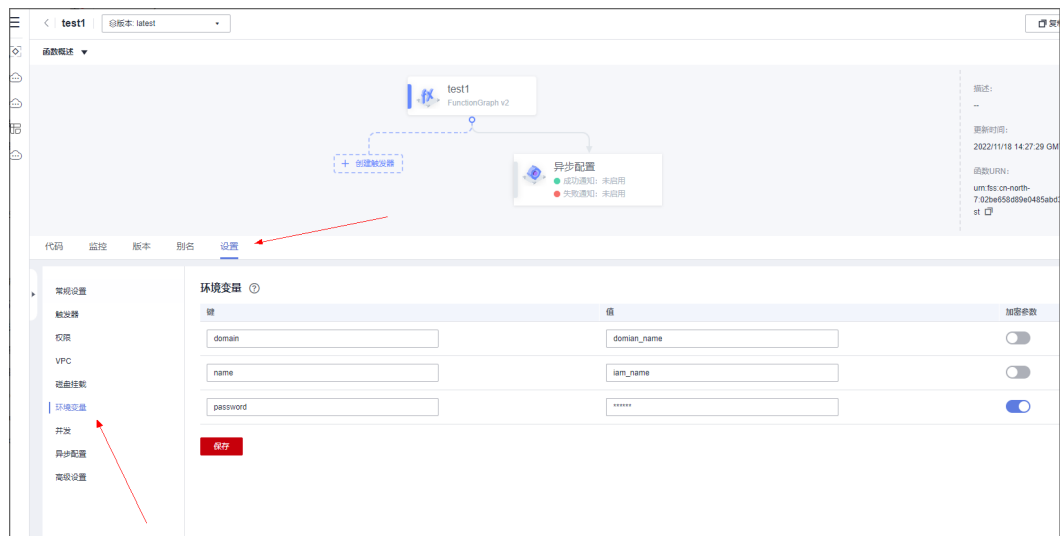 test1
版本: latest
函数概述
test1
FunctionGraph v2
+ 创建触发器
异步配置
成功通知：未启用
失败通知：未启用
描述：
--
更新时间：
2022/11/18 14:27:29 GM
函数URN：
urn:fss:cn-north-
7:02be658d89e0485abd
st
代码 监控 版本 别名 设置
常规设置
触发器
权限
VPC
磁盘挂载
环境变量
并发
异步配置
高级设置
环境变量
键 值 加密参数
domain domian_name
name iam_name
password ******
保存